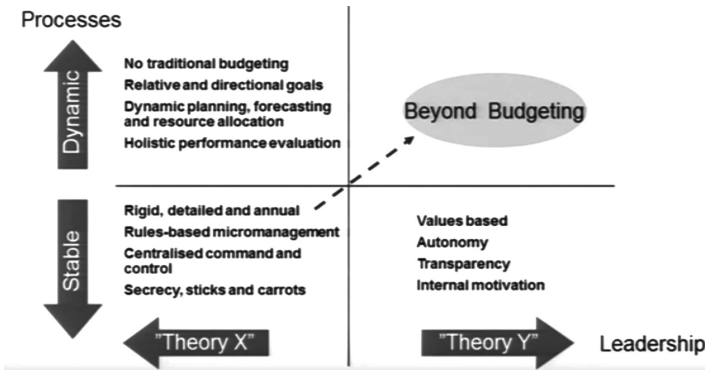 Processes
Dynamic
No traditional budgeting
Relative and directional goals
Dynamic planning, forecasting
and resource allocation
Holistic performance evaluation
Beyond Budgeting
Stable
Rigid, detailed and annual
Rules-based micromanagement
Centralised command and
control
Secrecy, sticks and carrots
Values based
Autonomy
Transparency
Internal motivation
"Theory X"
"Theory Y"
Leadership